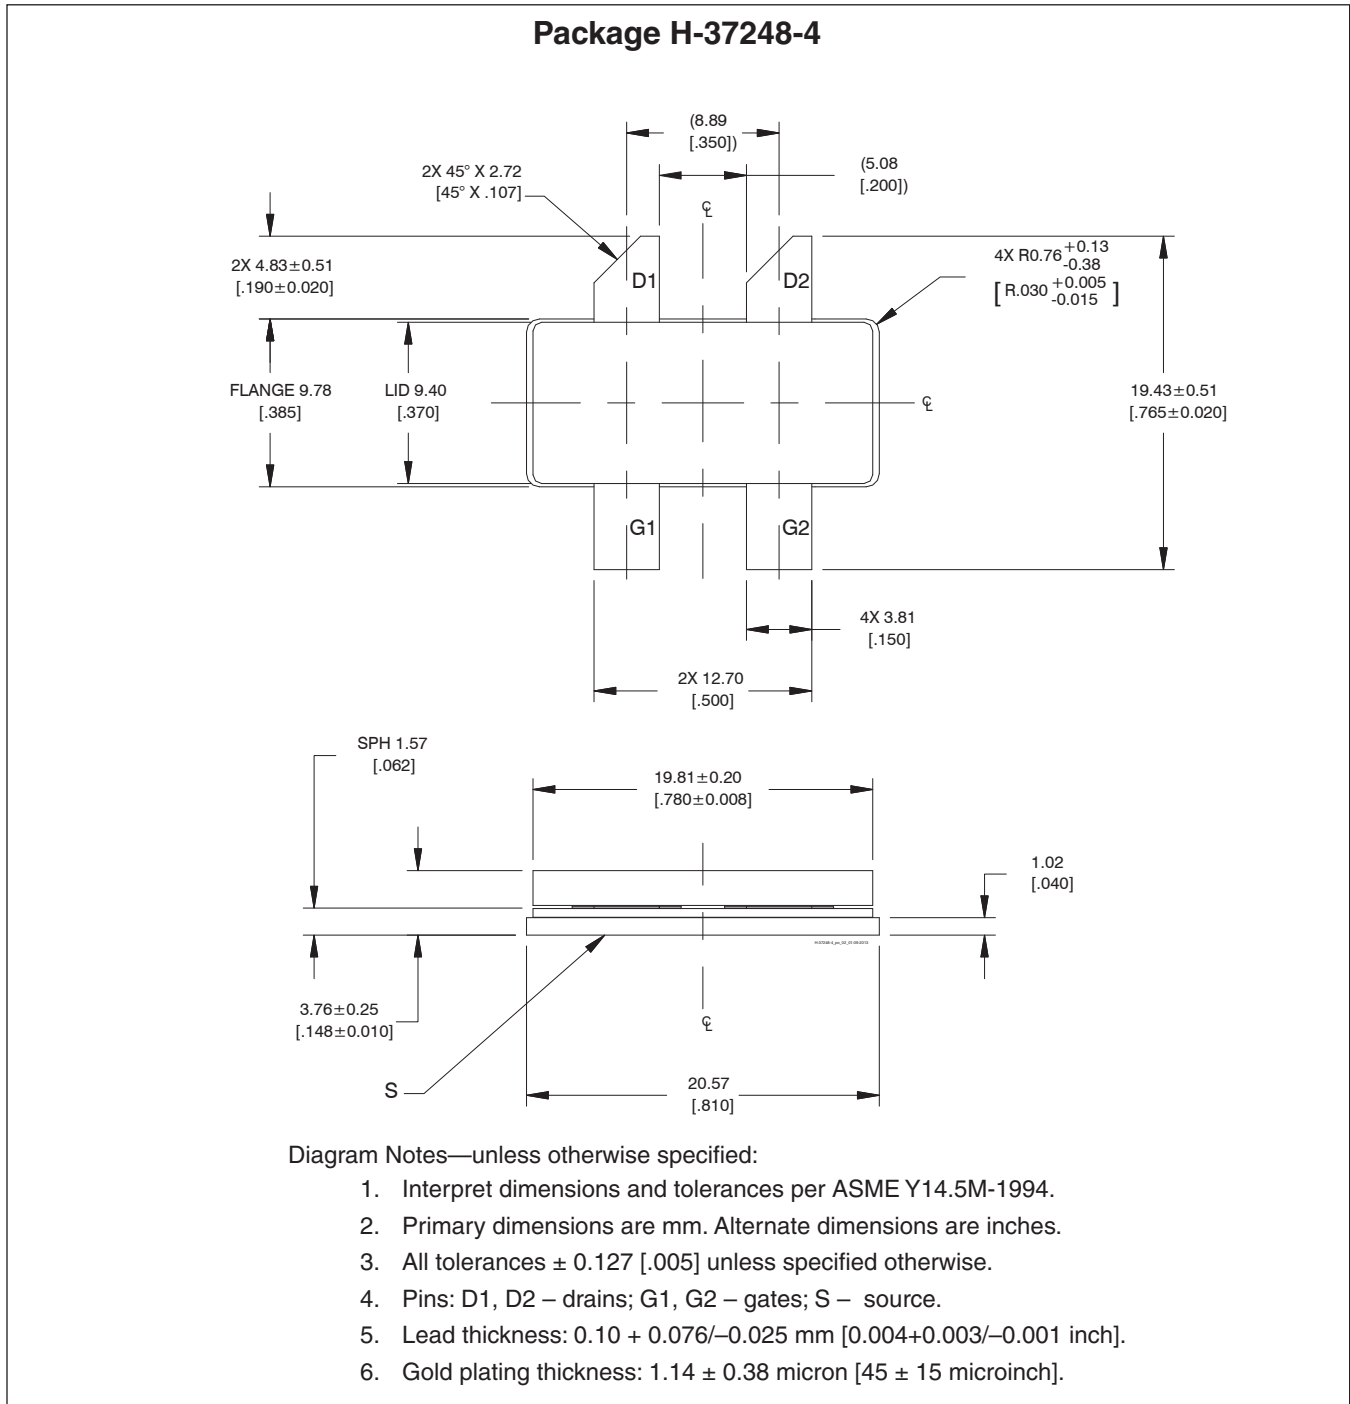 Package H-37248-4
(8.89
[.350])
2X 45° X 2.72
[45° X .107]
(5.08
[.200])
℄
2X 4.83±0.51
[.190±0.020]
D1
D2
4X R0.76 +0.13
-0.38
[ R.030 +0.005
-0.015 ]
FLANGE 9.78
[.385]
LID 9.40
[.370]
℄
19.43±0.51
[.765±0.020]
G1
G2
4X 3.81
[.150]
2X 12.70
[.500]
SPH 1.57
[.062]
19.81±0.20
[.780±0.008]
1.02
[.040]
3.76±0.25
[.148±0.010]
℄
S
20.57
[.810]
Diagram Notes—unless otherwise specified:
1. Interpret dimensions and tolerances per ASME Y14.5M-1994.
2. Primary dimensions are mm. Alternate dimensions are inches.
3. All tolerances ± 0.127 [.005] unless specified otherwise.
4. Pins: D1, D2 – drains; G1, G2 – gates; S – source.
5. Lead thickness: 0.10 + 0.076/–0.025 mm [0.004+0.003/–0.001 inch].
6. Gold plating thickness: 1.14 ± 0.38 micron [45 ± 15 microinch].